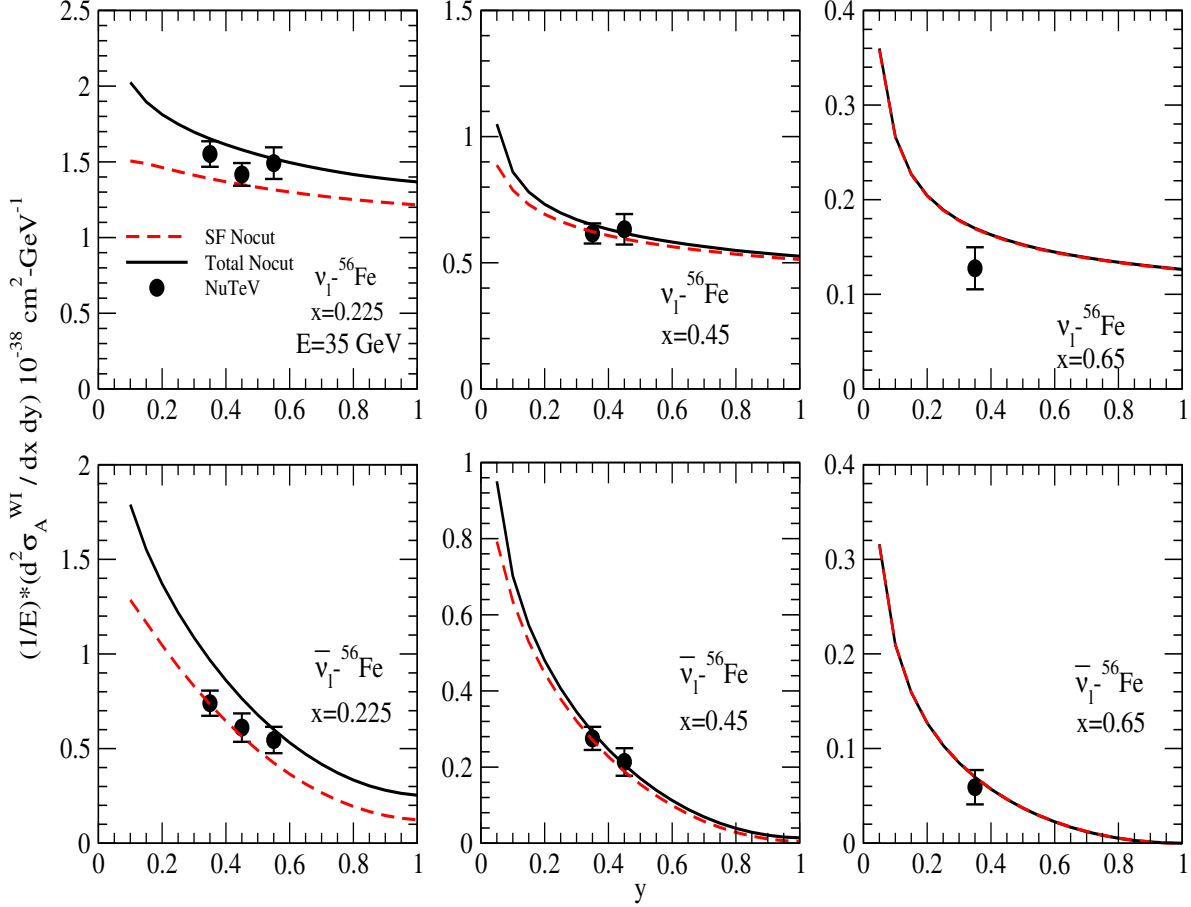 (1/E)*(d² σ_A^WI / dx dy) 10⁻³⁸ cm²-GeV⁻¹
2.5
2
1.5
1
0.5
0
0 0.2 0.4 0.6 0.8 1
SF Nocut
Total Nocut
NuTeV
ν_l-⁵⁶Fe
x=0.225
E=35 GeV
1.5
1
0.5
0
0 0.2 0.4 0.6 0.8 1
ν_l-⁵⁶Fe
x=0.45
0.4
0.3
0.2
0.1
0
0 0.2 0.4 0.6 0.8 1
ν_l-⁵⁶Fe
x=0.65
2
1.5
1
0.5
0
0 0.2 0.4 0.6 0.8 1
ν̅_l-⁵⁶Fe
x=0.225
1
0.8
0.6
0.4
0.2
0
0 0.2 0.4 0.6 0.8 1
ν̅_l-⁵⁶Fe
x=0.45
0.4
0.3
0.2
0.1
0
0 0.2 0.4 0.6 0.8 1
ν̅_l-⁵⁶Fe
x=0.65
y